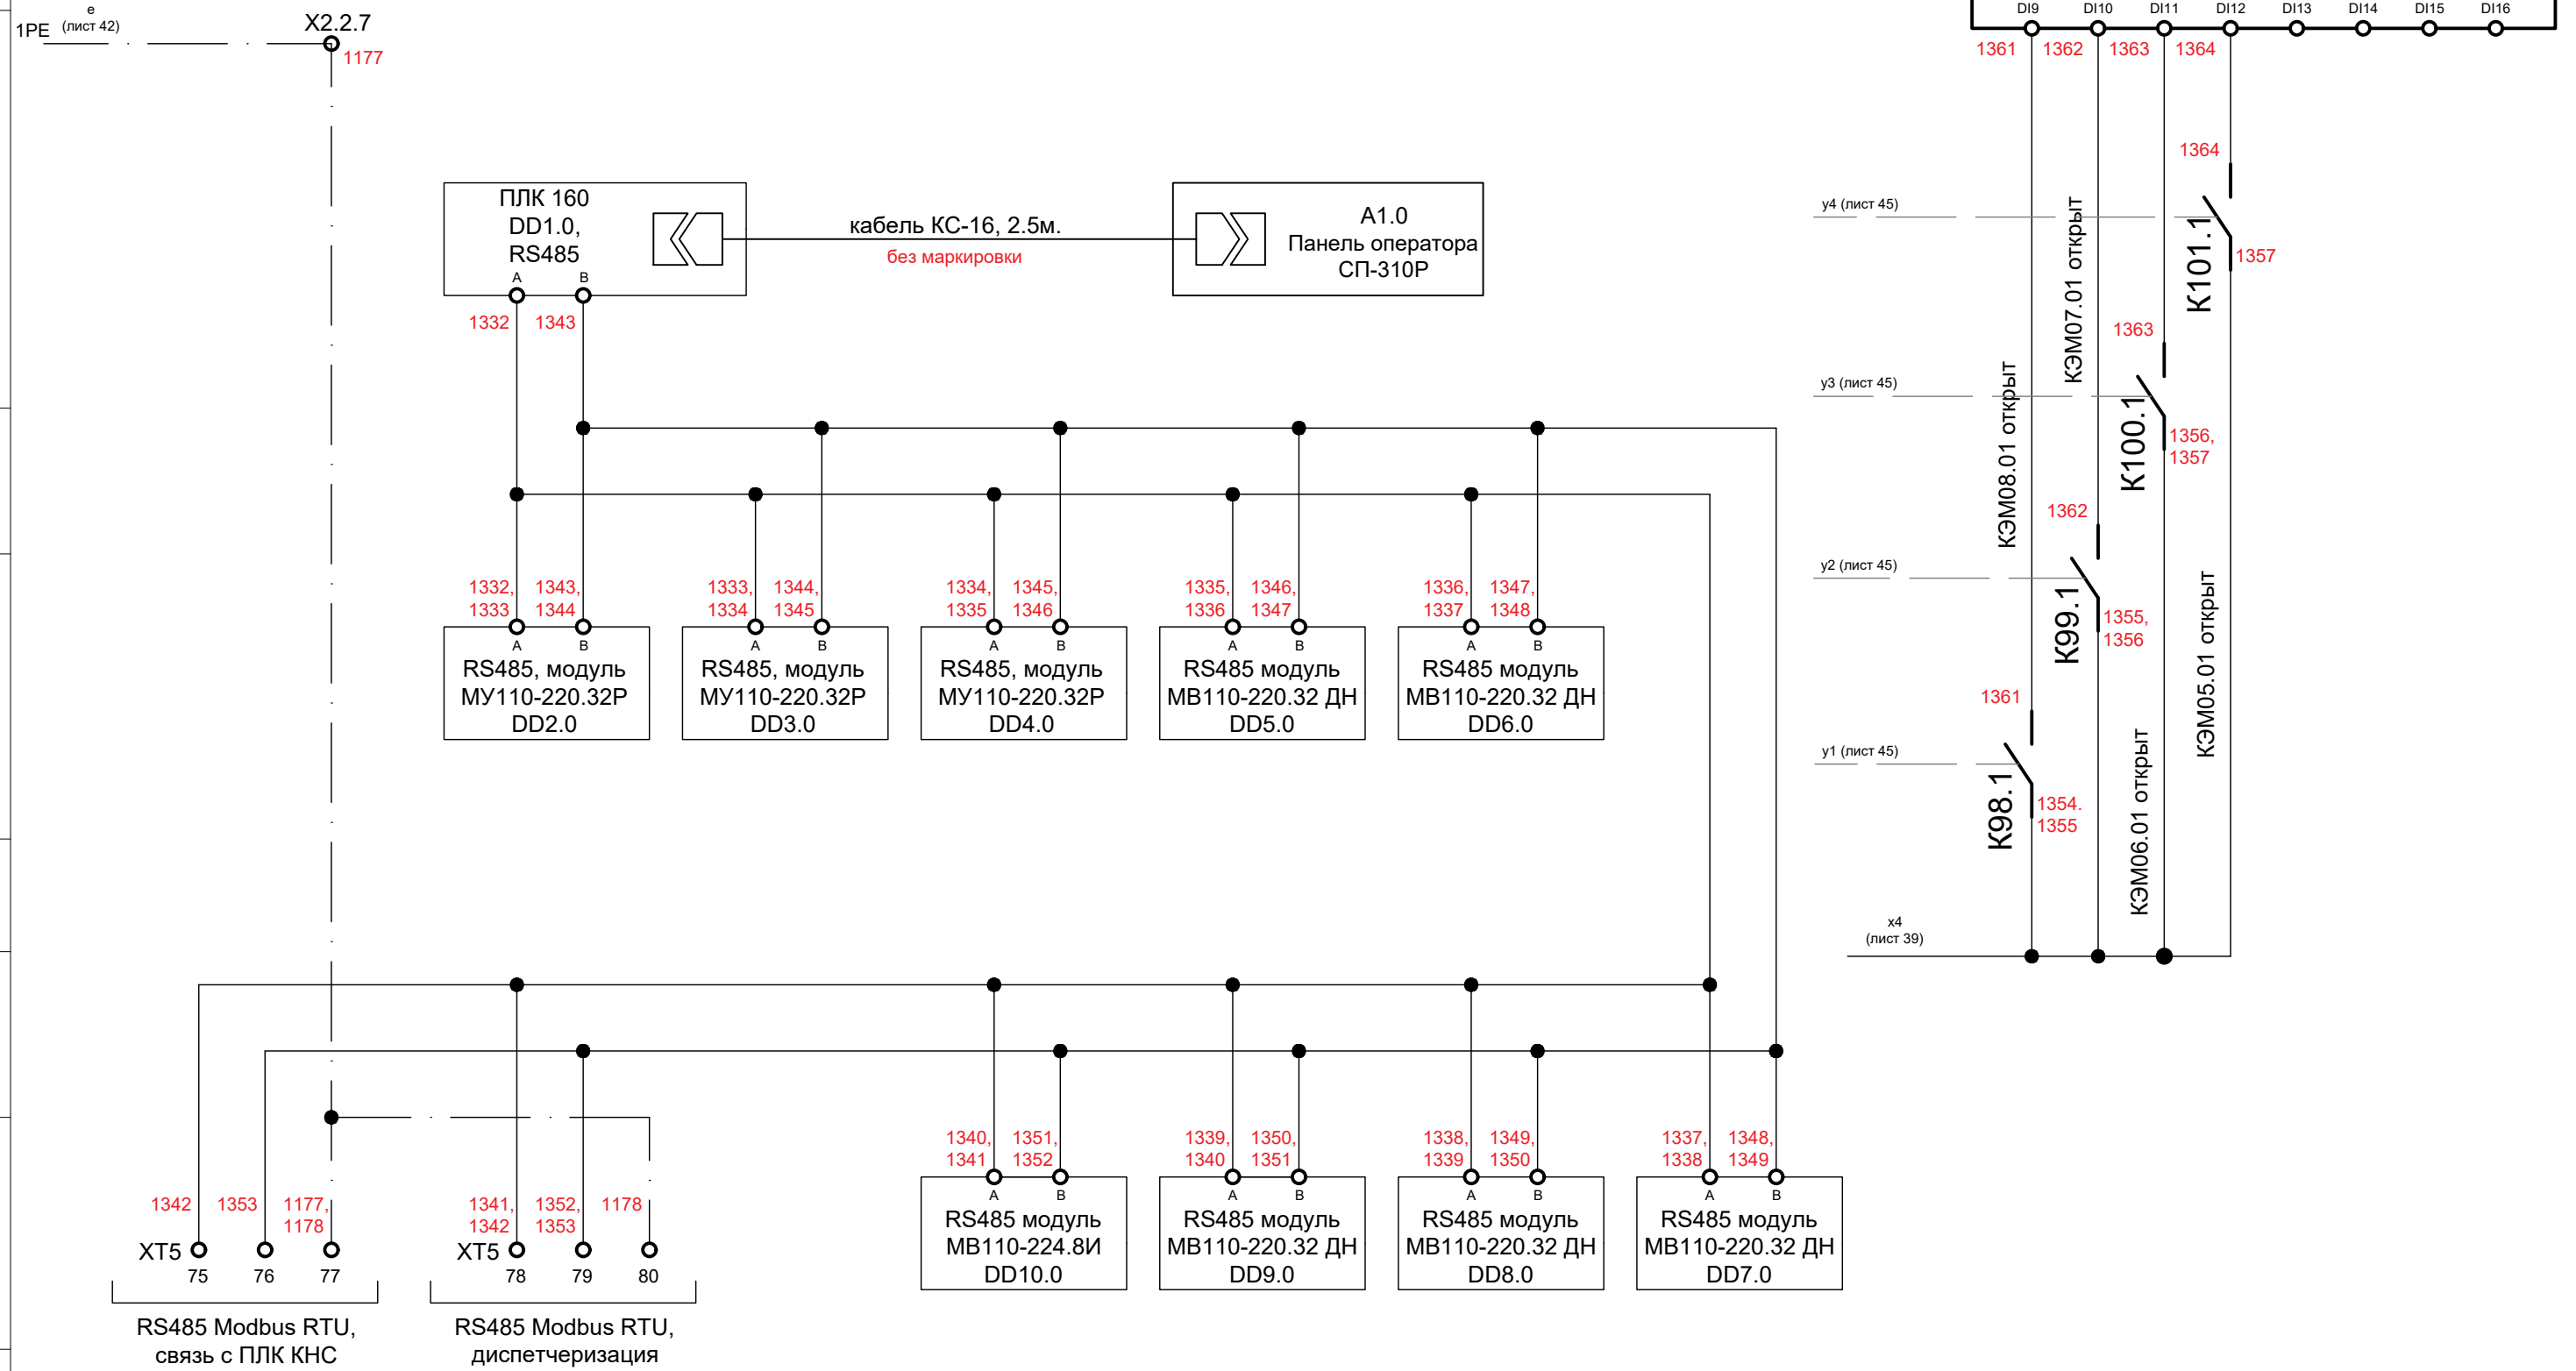 е
1PE
(лист 42)
X2.2.7
1177
DI9
DI10
DI11
DI12
DI13
DI14
DI15
DI16
1361
1362
1363
1364
ПЛК 160
DD1.0,
RS485
A
B
1332
1343
кабель КС-16, 2.5м.
без маркировки
А1.0
Панель оператора
СП-310Р
1364
y4 (лист 45)
К101.1
1357
КЭМ07.01 открыт
1363
y3 (лист 45)
К100.1
1356,
1357
КЭМ08.01 открыт
1362
y2 (лист 45)
К99.1
1355,
1356
КЭМ05.01 открыт
1361
y1 (лист 45)
К98.1
1354.
1355
КЭМ06.01 открыт
x4
(лист 39)
1332,
1333
1343,
1344
A
B
RS485, модуль
МУ110-220.32Р
DD2.0
1333,
1334
1344,
1345
A
B
RS485, модуль
МУ110-220.32Р
DD3.0
1334,
1335
1345,
1346
A
B
RS485, модуль
МУ110-220.32Р
DD4.0
1335,
1336
1346,
1347
A
B
RS485 модуль
МВ110-220.32 ДН
DD5.0
1336,
1337
1347,
1348
A
B
RS485 модуль
МВ110-220.32 ДН
DD6.0
1342
1353
1177,
1178
XT5
75
76
77
RS485 Modbus RTU,
связь с ПЛК КНС
1341,
1342
1352,
1353
1178
XT5
78
79
80
RS485 Modbus RTU,
диспетчеризация
1340,
1341
1351,
1352
A
B
RS485 модуль
МВ110-224.8И
DD10.0
1339,
1340
1350,
1351
A
B
RS485 модуль
МВ110-220.32 ДН
DD9.0
1338,
1339
1349,
1350
A
B
RS485 модуль
МВ110-220.32 ДН
DD8.0
1337,
1338
1348,
1349
A
B
RS485 модуль
МВ110-220.32 ДН
DD7.0